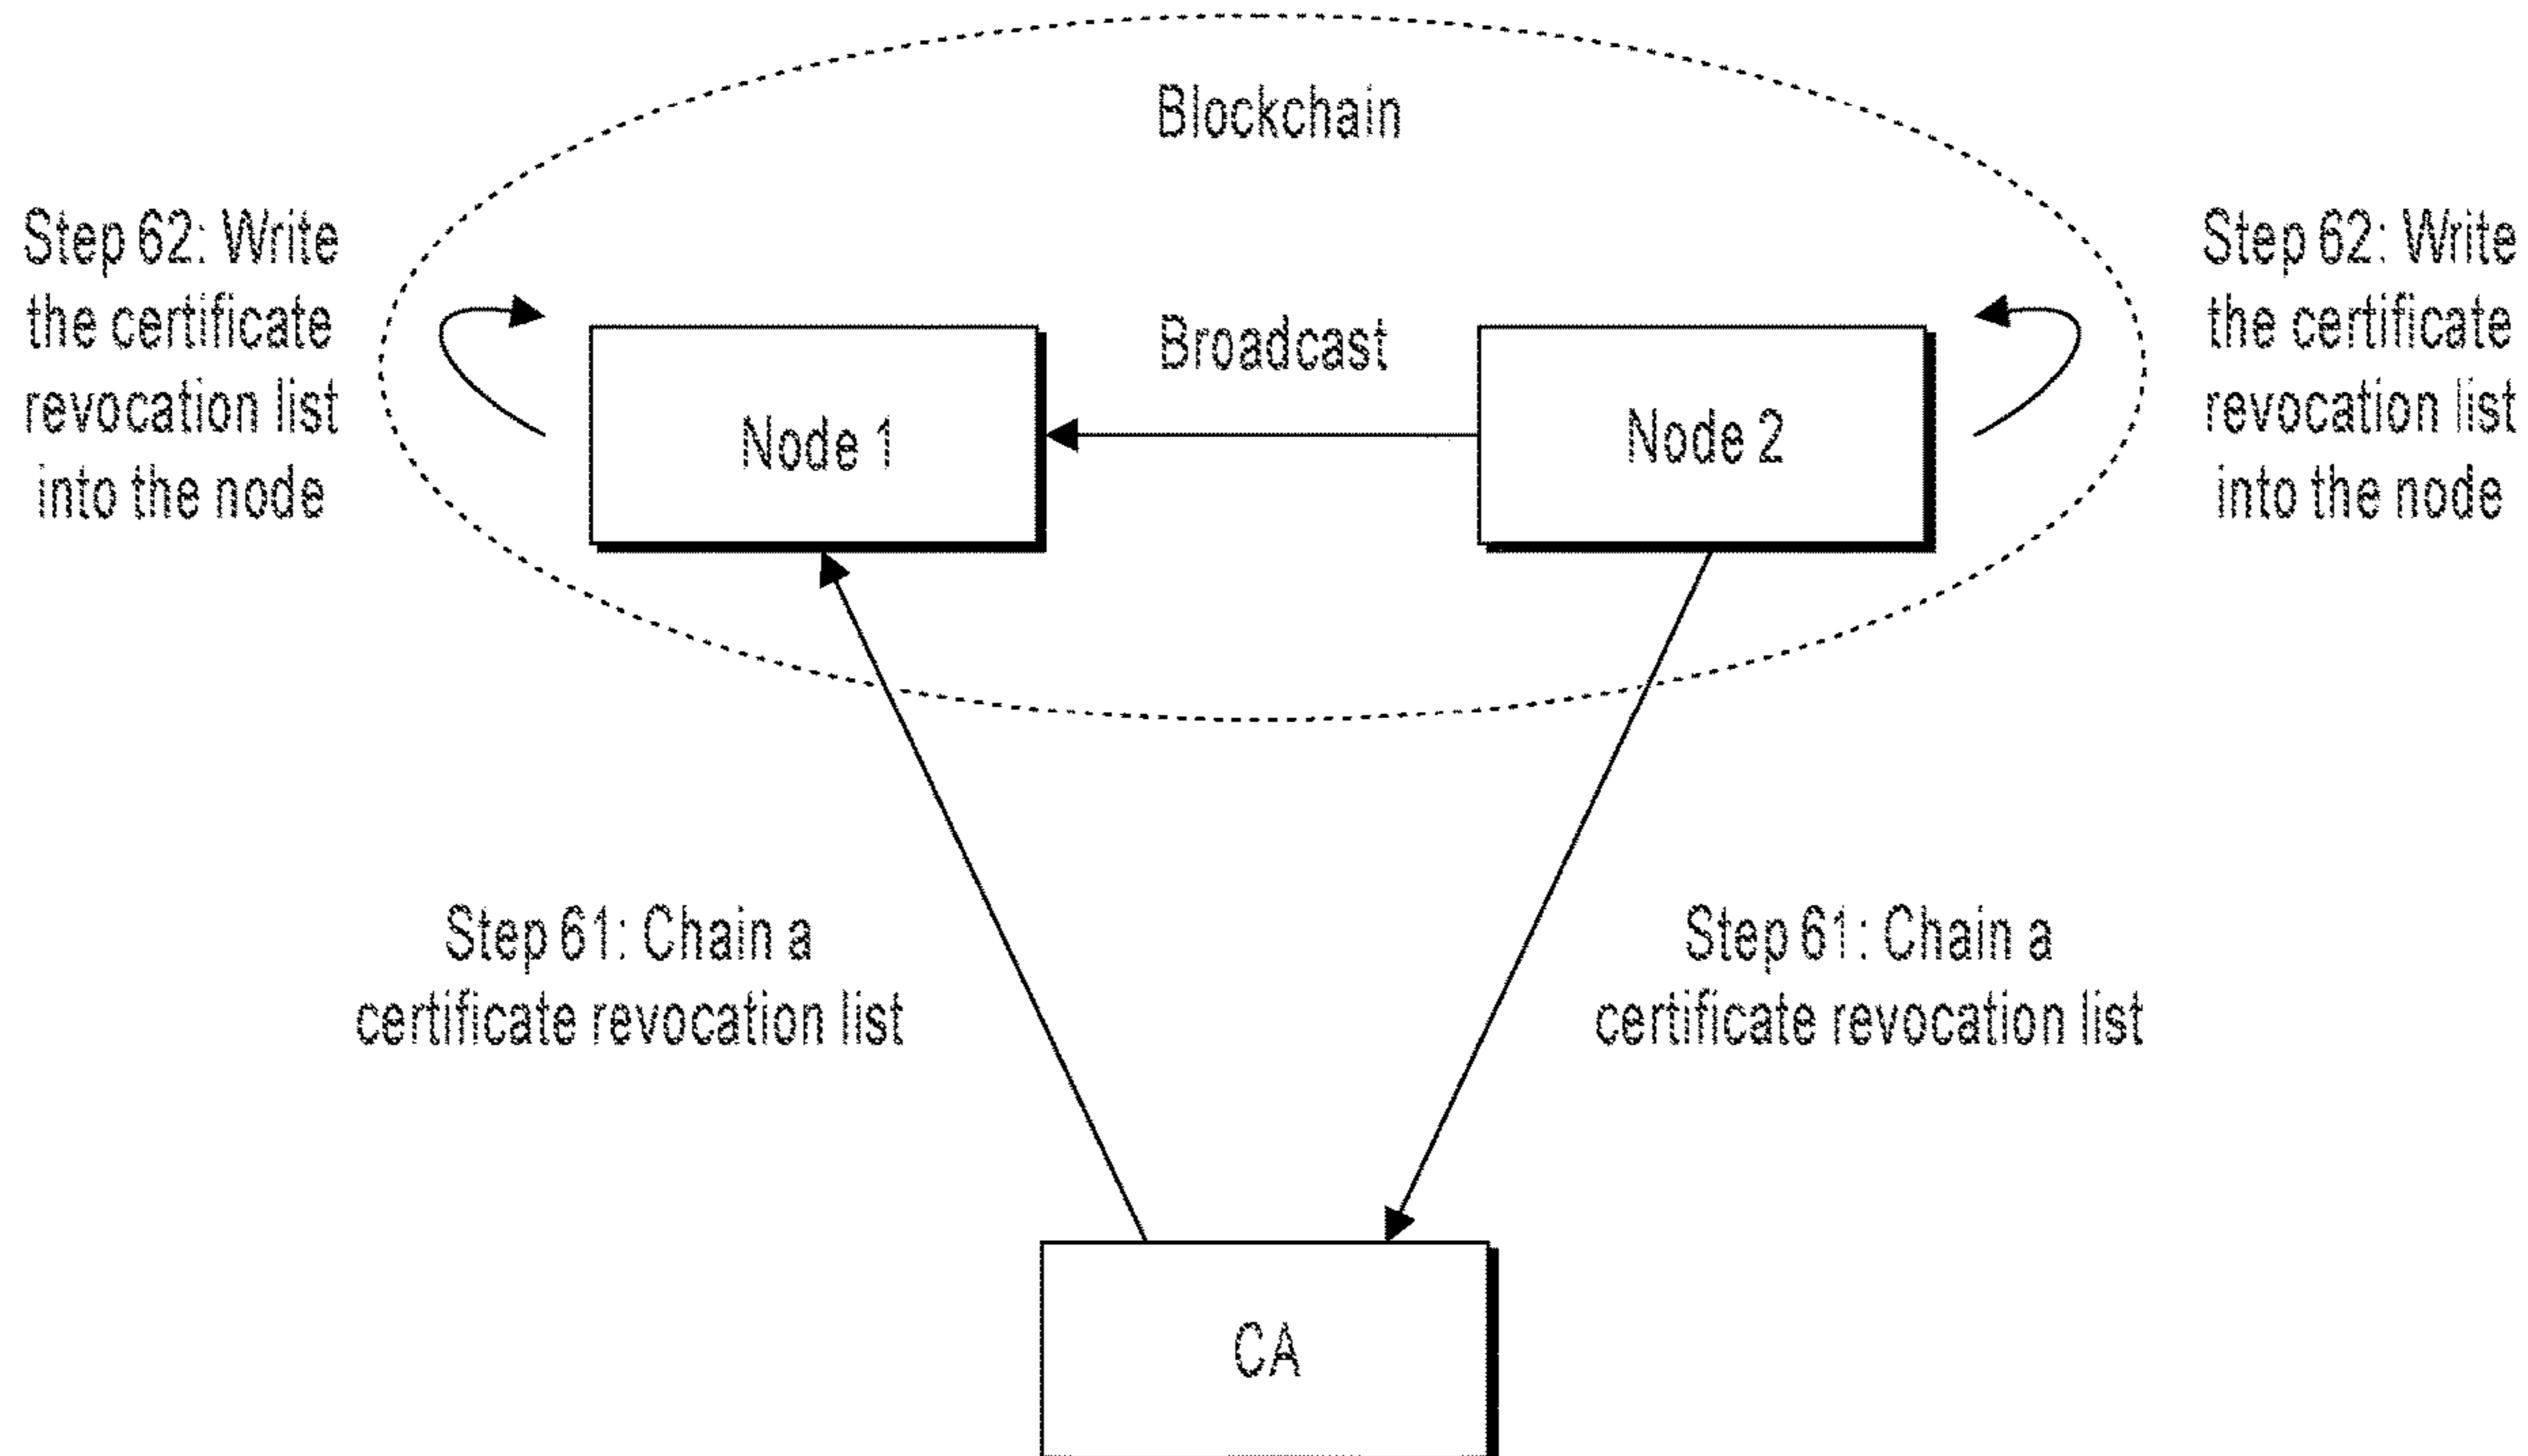 Blockchain
Step 62: Write
the certificate
revocation list
into the node
Broadcast
Node 1
Node 2
Step 62: Write
the certificate
revocation list
into the node
Step 61: Chain a
certificate revocation list
Step 61: Chain a
certificate revocation list
CA